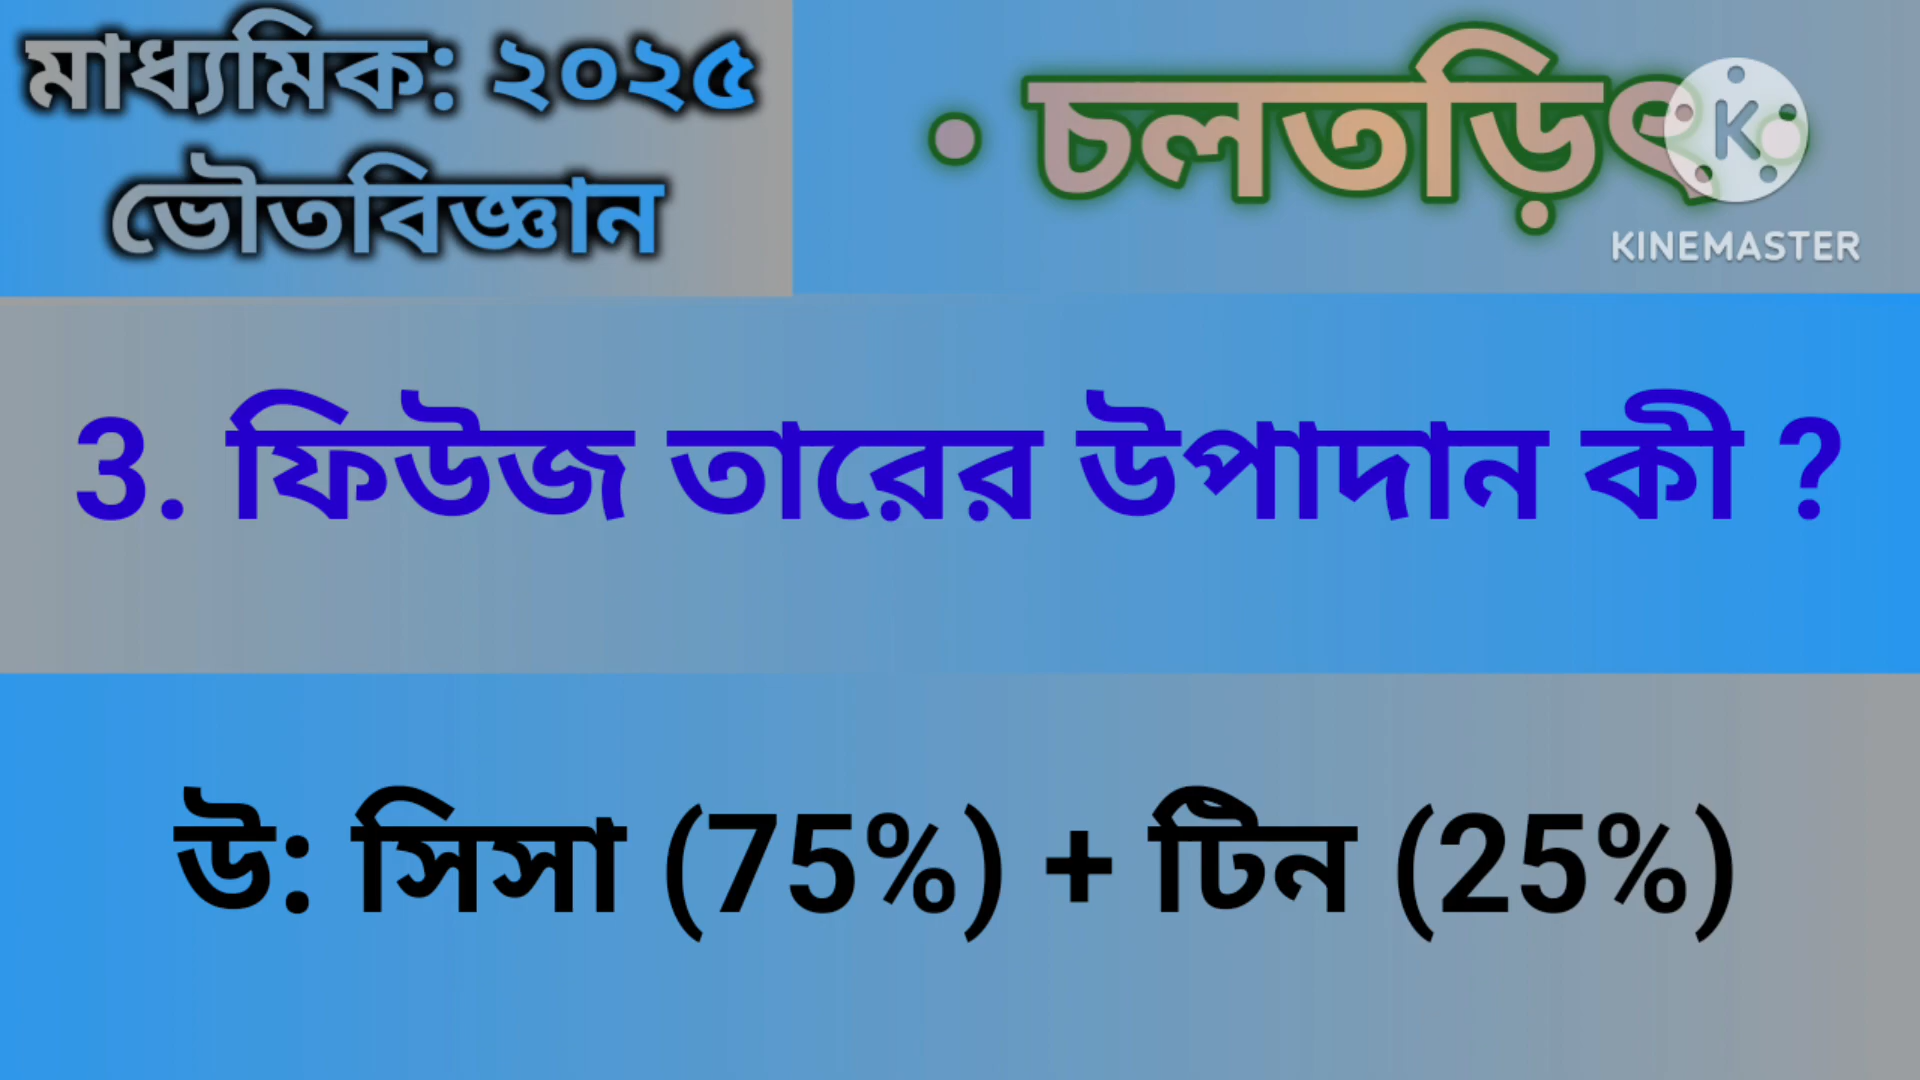 মাধ্যমিক: ২০২৫
ভৌতবিজ্ঞান
• চলতড়িৎ •
KINEMASTER
3. ফিউজ তারের উপাদান কী ?
উ: সিসা (75%) + টিন (25%)